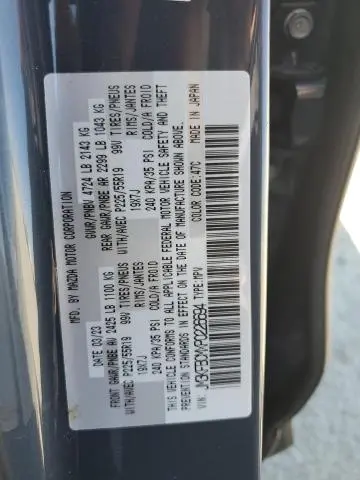 MFD. BY MAZDA MOTOR CORPORATION
DATE 03/23 GVWR/PNBV 4724 LB 2143 KG
FRONT GAWR/PNBE AV 2425 LB 1100 KG REAR GAWR/PNBE AR 2299 LB 1043 KG
WITH/AVEC P225/55R19 99V TIRES/PNEUS WITH/AVEC P225/55R19 99V TIRES/PNEUS
19X7J RIMS/JANTES 19X7J RIMS/JANTES
240 KPA/35 PSI COLD/A FROID 240 KPA/35 PSI COLD/A FROID
THIS VEHICLE CONFORMS TO ALL APPLICABLE FEDERAL MOTOR VEHICLE SAFETY AND THEFT
PREVENTION STANDARDS IN EFFECT ON THE DATE OF MANUFACTURE SHOWN ABOVE.
TYPE:MPV COLOR CODE:47C MADE IN JAPAN